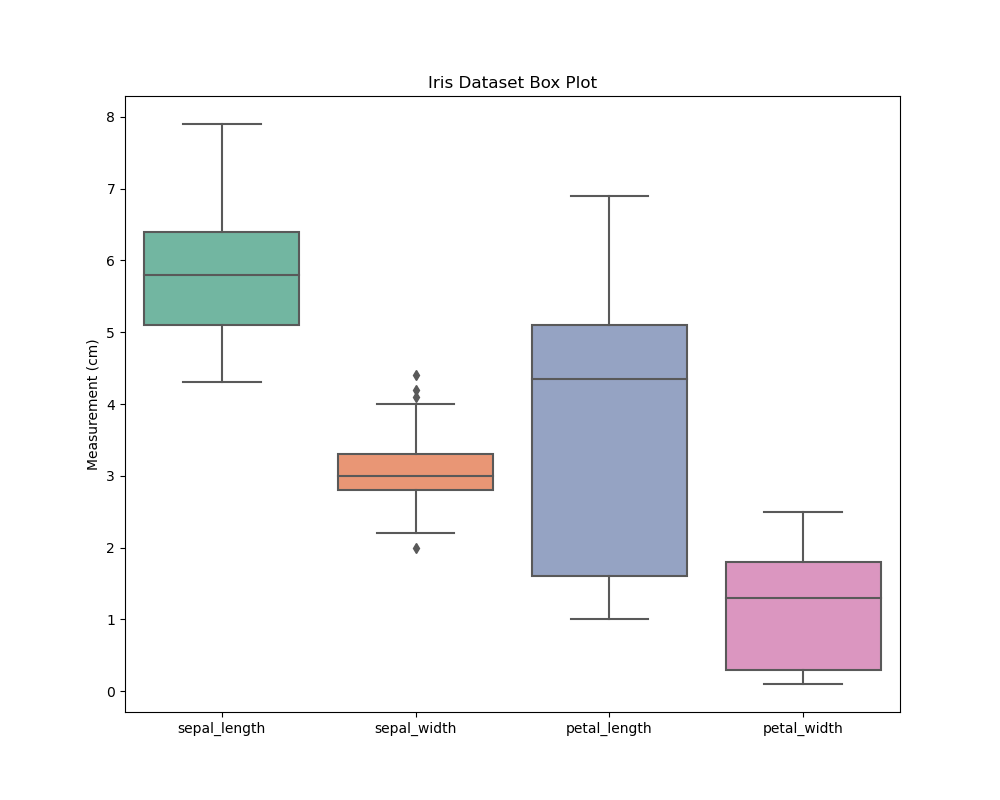 Iris Dataset Box Plot
Measurement (cm)
8
7
6
5
4
3
2
1
0
sepal_length
sepal_width
petal_length
petal_width